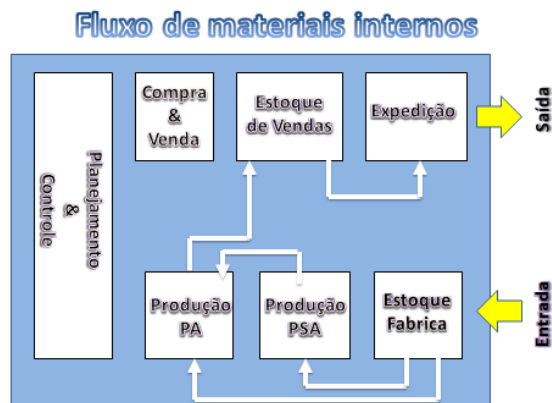 Fluxo de materiais internos
Planejamento
&
Controle
Compra
&
Venda
Estoque
de Vendas
Expedição
Saída
Produção
PA
Produção
PSA
Estoque
Fabrica
Entrada